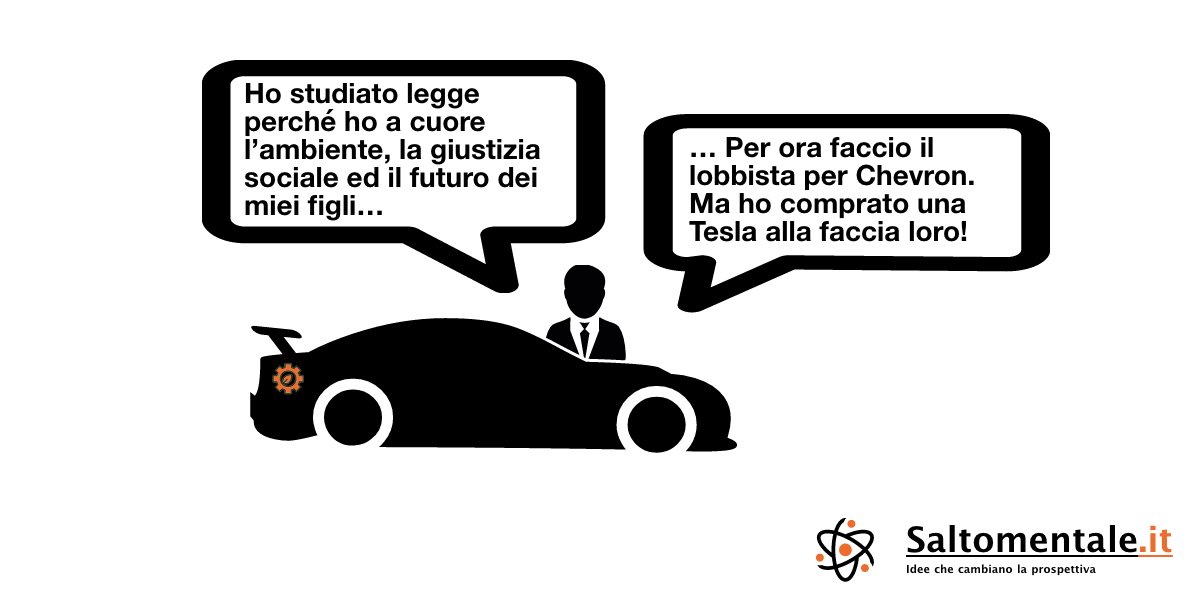 Ho studiato legge
perché ho a cuore
l’ambiente, la giustizia
sociale ed il futuro dei
miei figli…
… Per ora faccio il
lobbista per Chevron.
Ma ho comprato una
Tesla alla faccia loro!
Saltomentale.it
Idee che cambiano la prospettiva